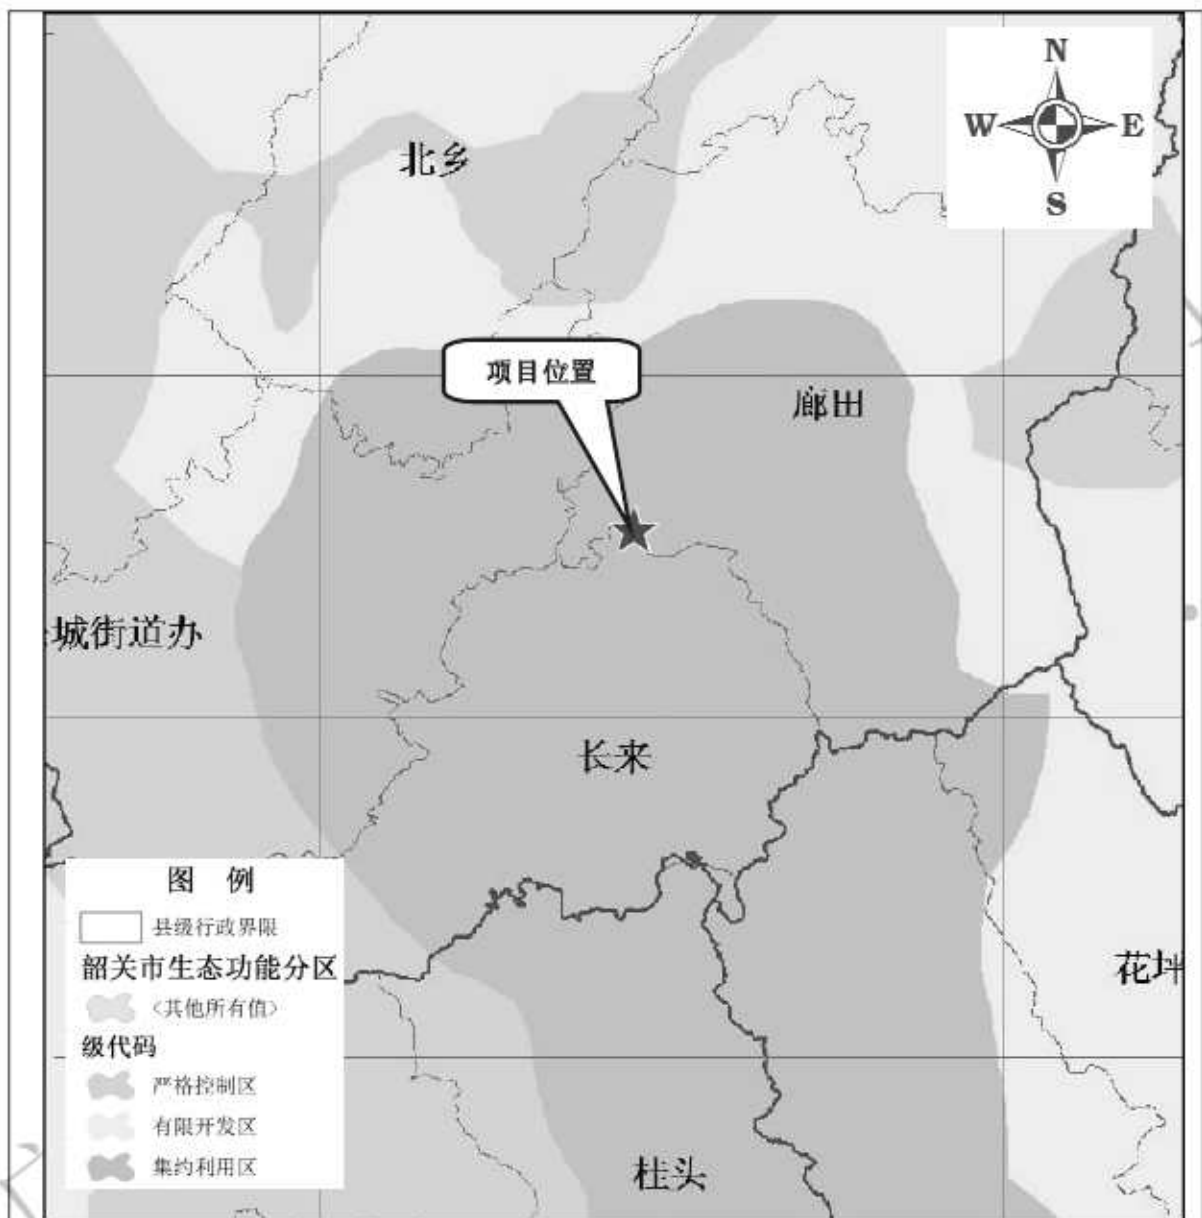 N
W E
S
北乡
项目位置
廊田
城街道办
长来
图 例
县级行政界限
韶关市生态功能分区
<其他所有值>
级代码
严格控制区
有限开发区
集约利用区
花坪
桂头